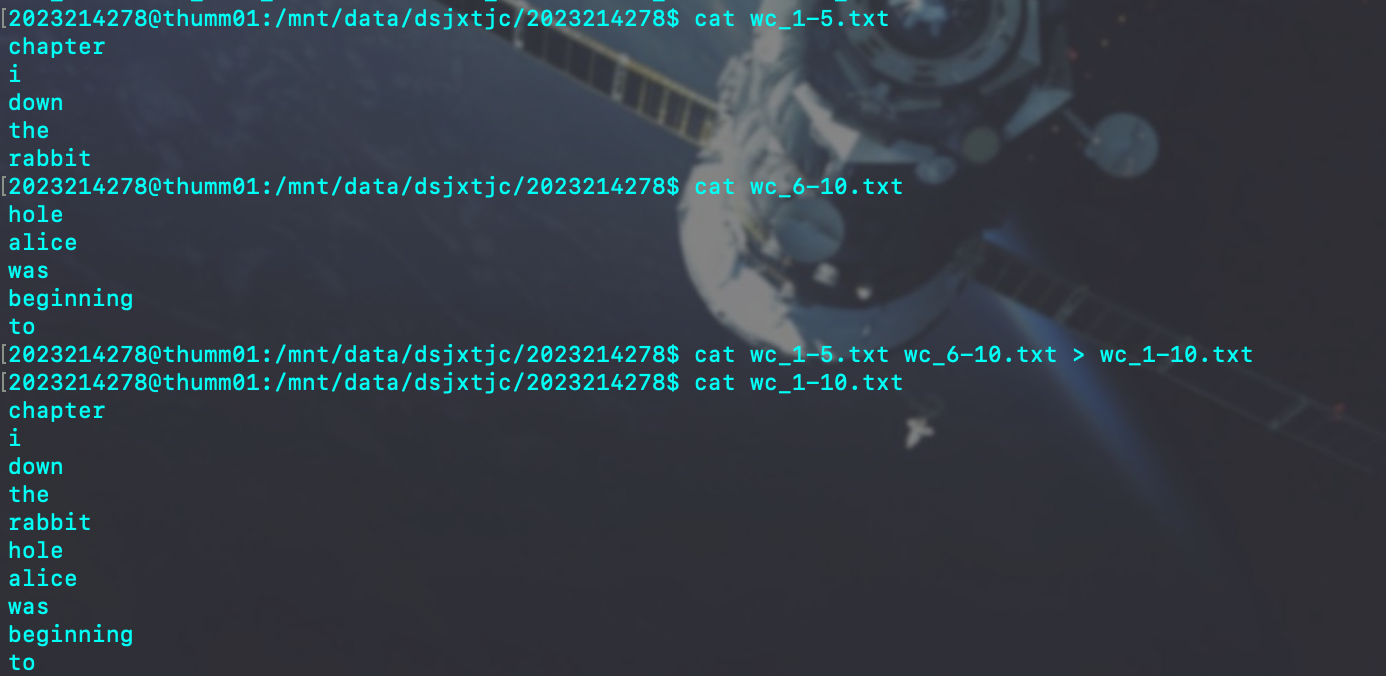 [2023214278@thumm01:/mnt/data/dsjxtjc/2023214278$ cat wc_1-5.txt
chapter
i
down
the
rabbit
[2023214278@thumm01:/mnt/data/dsjxtjc/2023214278$ cat wc_6-10.txt
hole
alice
was
beginning
to
[2023214278@thumm01:/mnt/data/dsjxtjc/2023214278$ cat wc_1-5.txt wc_6-10.txt > wc_1-10.txt
[2023214278@thumm01:/mnt/data/dsjxtjc/2023214278$ cat wc_1-10.txt
chapter
i
down
the
rabbit
hole
alice
was
beginning
to